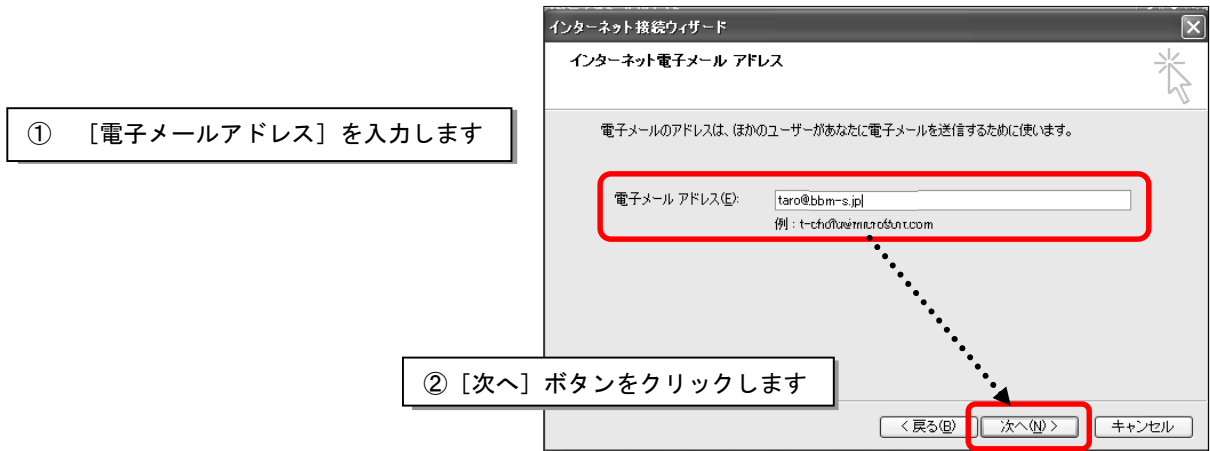 インターネット接続ウィザード
インターネット電子メール アドレス
① [電子メールアドレス] を入力します
電子メールのアドレスは、ほかのユーザーがあなたに電子メールを送信するために使います。
電子メール アドレス(E):
taro@bbm-s.jp
例 :
② [次へ] ボタンをクリックします
< 戻る(B)
次へ(N) >
キャンセル